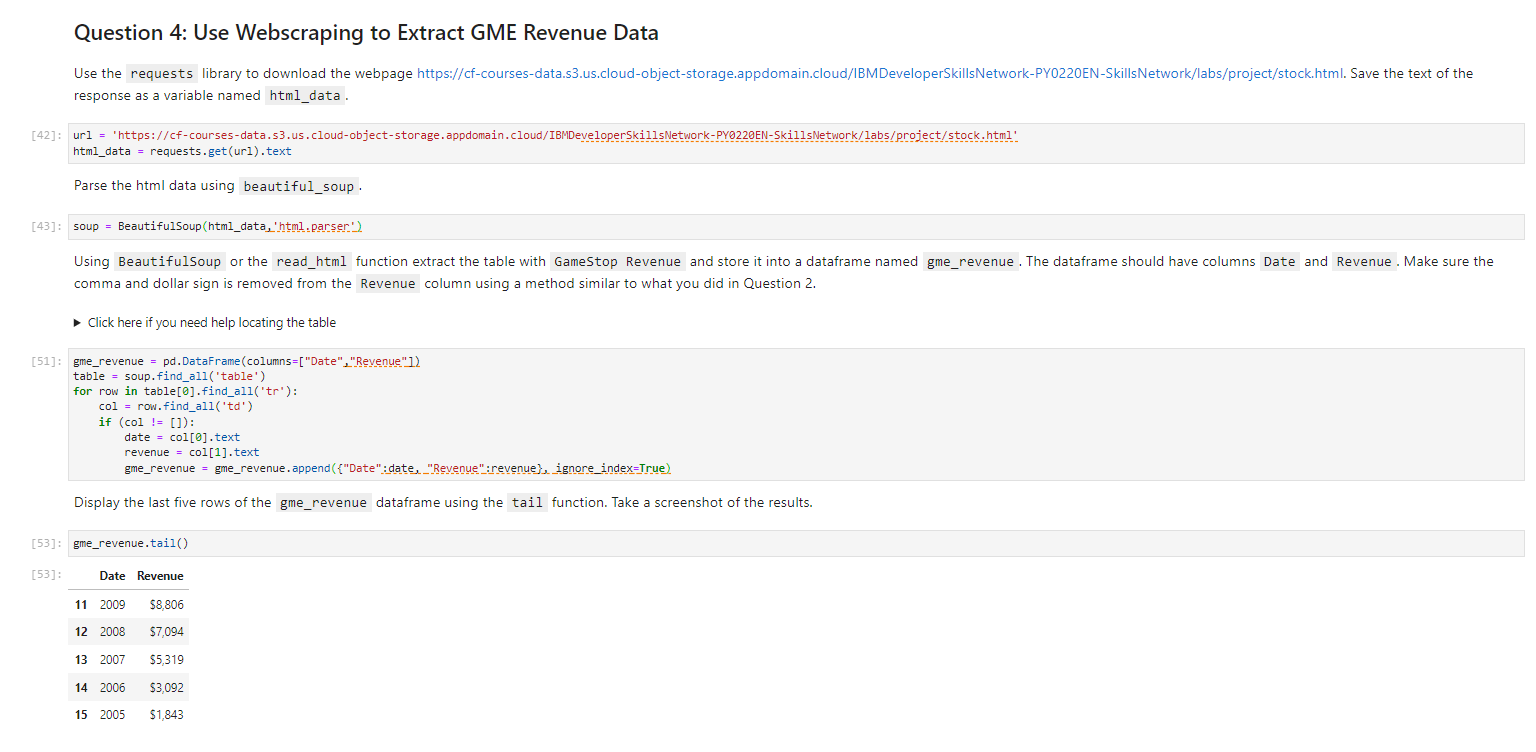 Question 4: Use Webscraping to Extract GME Revenue Data
Use the requests library to download the webpage https://cf-courses-data.s3.us.cloud-object-storage.appdomain.cloud/IBMDeveloperSkillsNetwork-PY0220EN-SkillsNetwork/labs/project/stock.html. Save the text of the
response as a variable named html_data.
[42]: url = 'https://cf-courses-data.s3.us.cloud-object-storage.appdomain.cloud/IBMDeveloperSkillsNetwork-PY0220EN-SkillsNetwork/labs/project/stock.html'
html_data = requests.get(url).text
Parse the html data using beautiful_soup.
[43]: soup = BeautifulSoup(html_data,'html.parser')
Using BeautifulSoup or the read_html function extract the table with GameStop Revenue and store it into a dataframe named gme_revenue. The dataframe should have columns Date and Revenue. Make sure the
comma and dollar sign is removed from the Revenue column using a method similar to what you did in Question 2.
▶ Click here if you need help locating the table
[51]: gme_revenue = pd.DataFrame(columns=["Date","Revenue"])
table = soup.find_all('table')
for row in table[0].find_all('tr'):
    col = row.find_all('td')
    if (col != []):
        date = col[0].text
        revenue = col[1].text
        gme_revenue = gme_revenue.append({"Date":date, "Revenue":revenue}, ignore_index=True)
Display the last five rows of the gme_revenue dataframe using the tail function. Take a screenshot of the results.
[53]: gme_revenue.tail()
[53]: Date Revenue
11 2009 $8,806
12 2008 $7,094
13 2007 $5,319
14 2006 $3,092
15 2005 $1,843